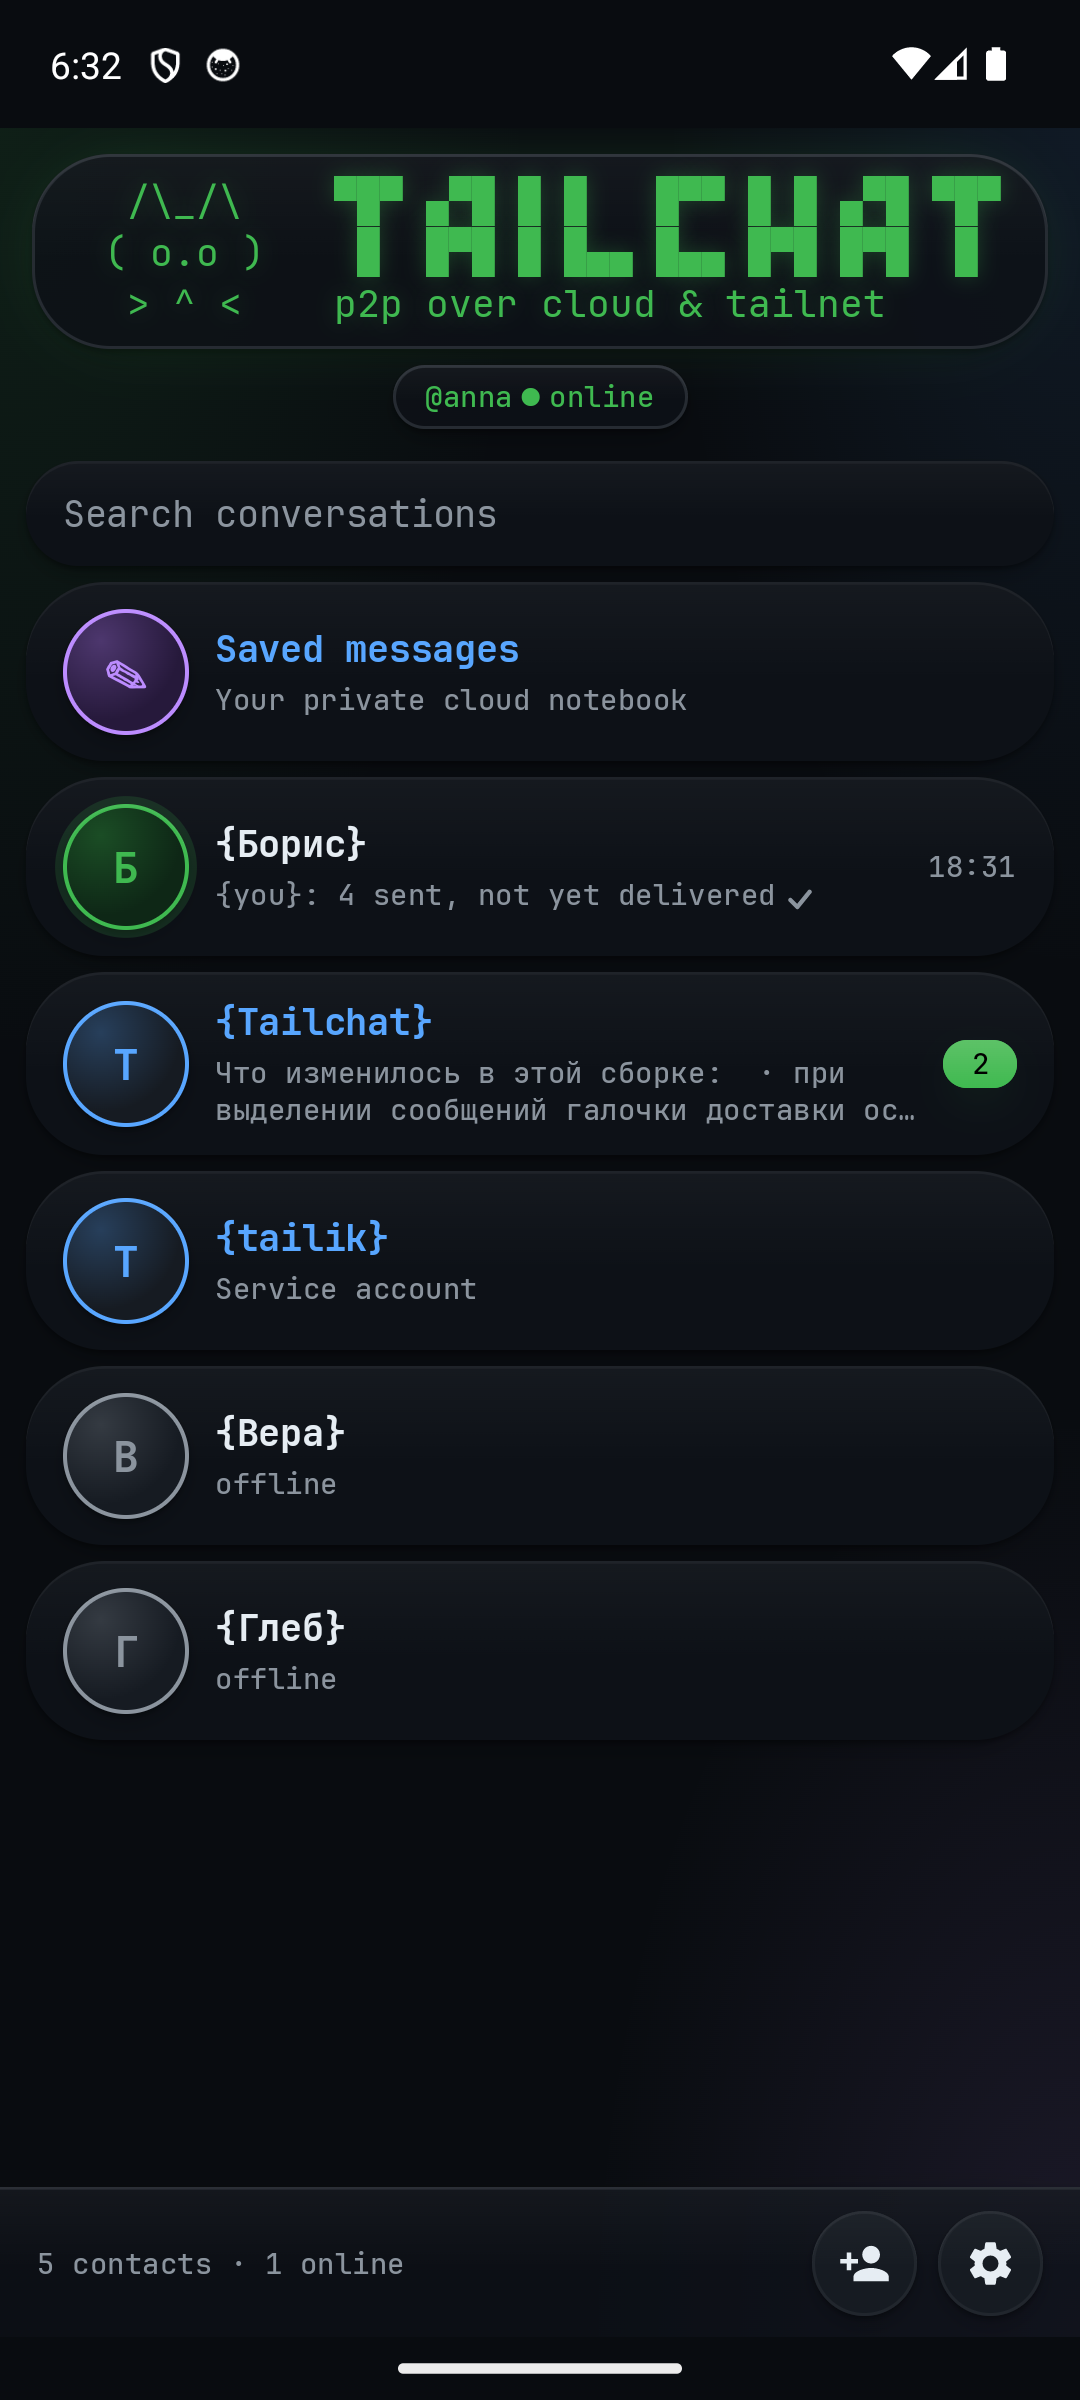 6:32
/\_/\
( o.o )
> ^ <
TAILCHAT
p2p over cloud & tailnet
@anna ● online
Search conversations
Saved messages
Your private cloud notebook
Б
{Борис}
{you}: 4 sent, not yet delivered ✓
18:31
T
{Tailchat}
Что изменилось в этой сборке:  · при
выделении сообщений галочки доставки ос…
2
T
{tailik}
Service account
В
{Вера}
offline
Г
{Глеб}
offline
5 contacts · 1 online